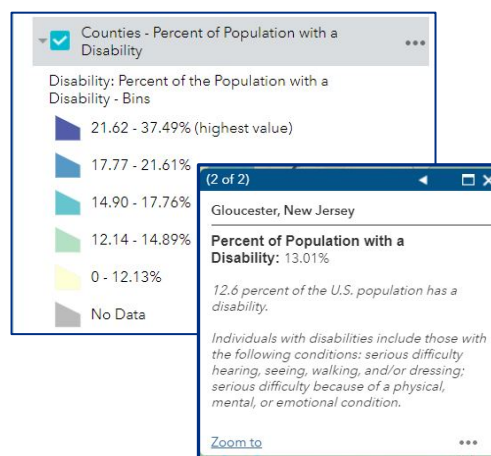 Counties - Percent of Population with a
Disability
Disability: Percent of the Population with a
Disability - Bins
21.62 - 37.49% (highest value)
17.77 - 21.61%
14.90 - 17.76%
12.14 - 14.89%
0 - 12.13%
No Data
(2 of 2)
Gloucester, New Jersey
Percent of Population with a
Disability: 13.01%
12.6 percent of the U.S. population has a
disability.
Individuals with disabilities include those with
the following conditions: serious difficulty
hearing, seeing, walking, and/or dressing;
serious difficulty because of a physical,
mental, or emotional condition.
Zoom to